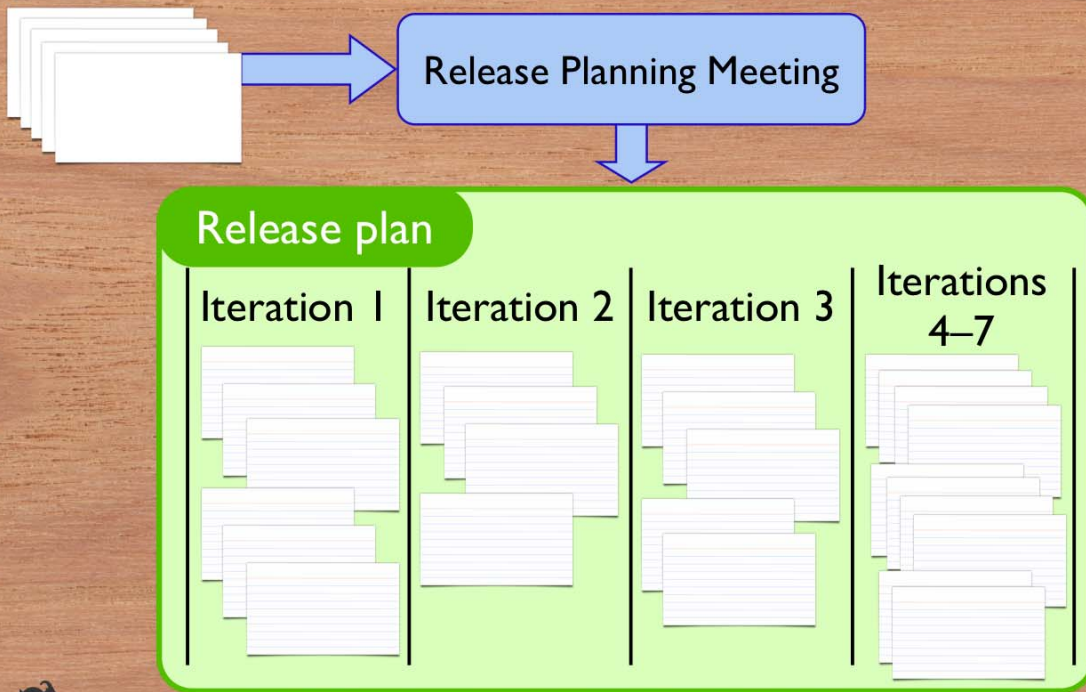 Release Planning Meeting
Release plan
Iteration 1
Iteration 2
Iteration 3
Iterations
4–7